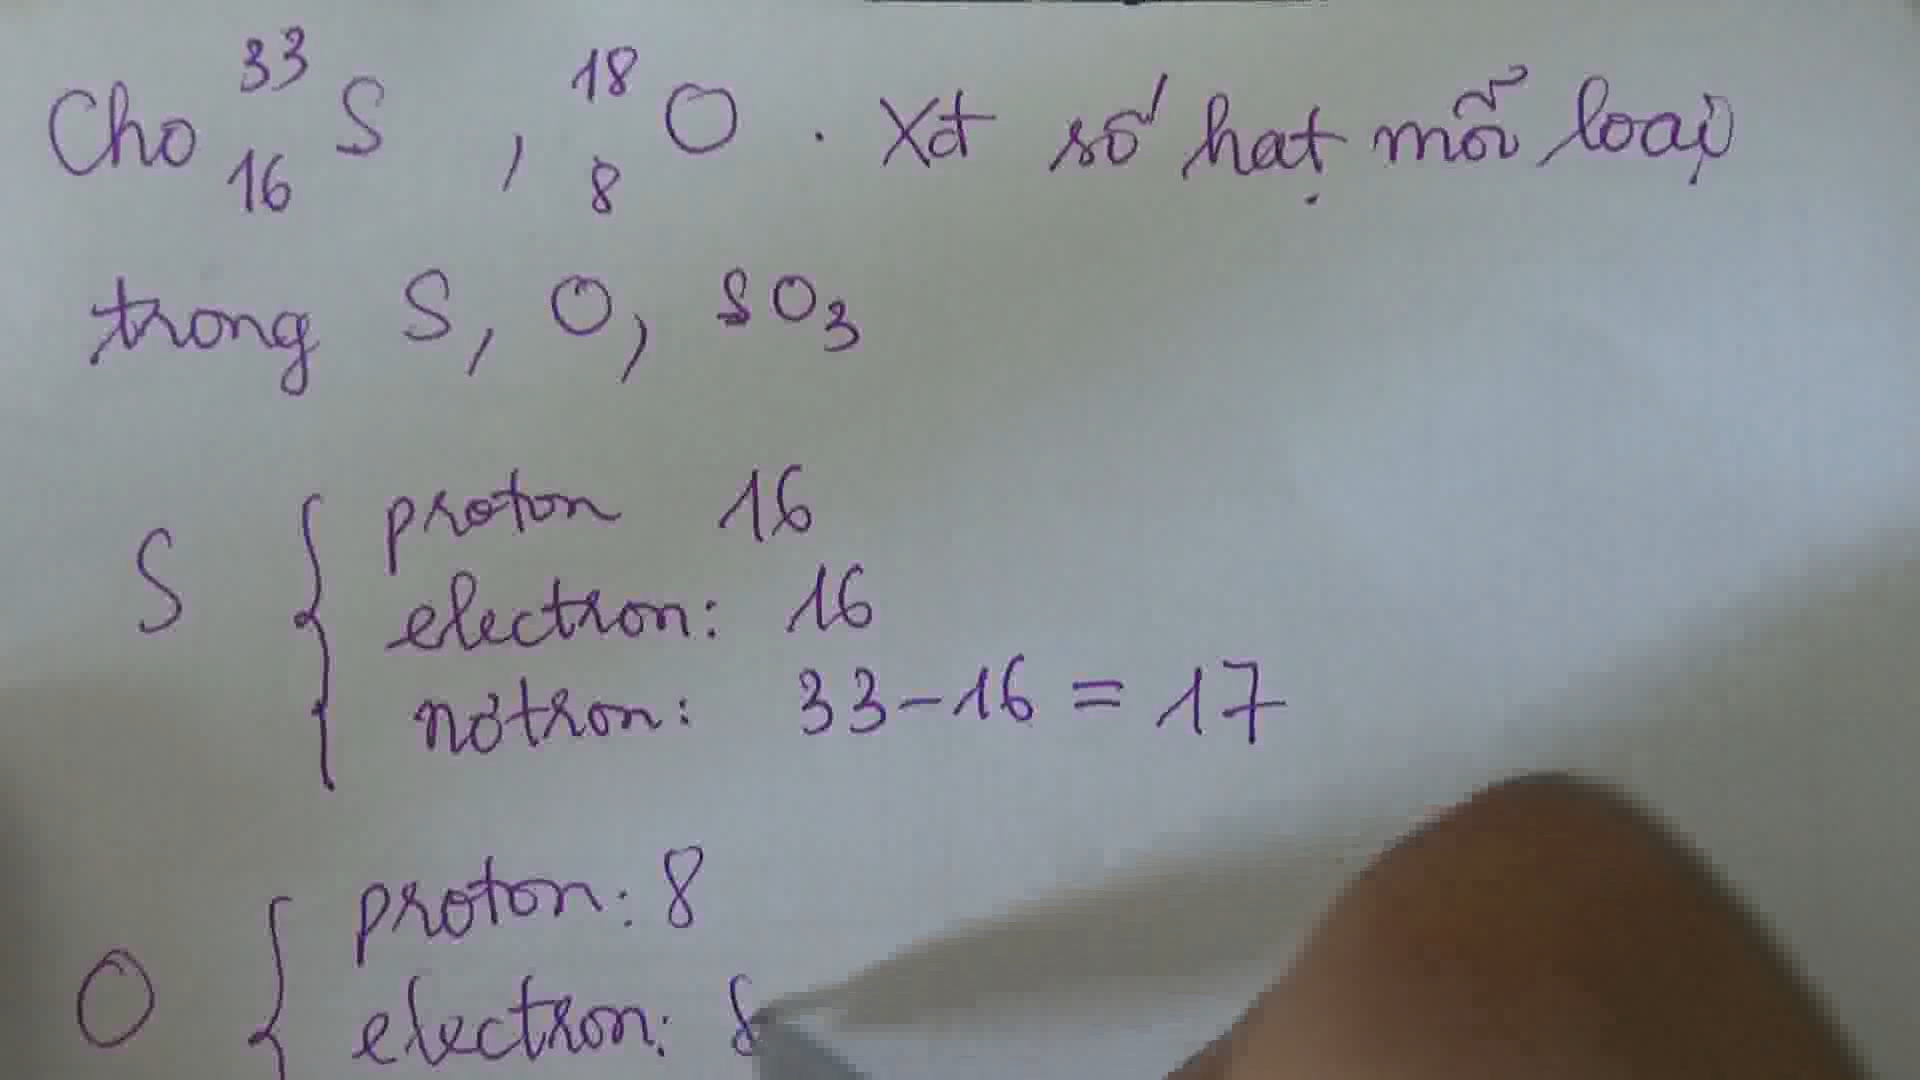 Cho ³³₁₆S , ¹⁸₈O . Xđ số hạt mỗi loại
trong S, O, SO₃
S { proton 16
electron: 16
nơtron: 33-16 = 17
O { proton: 8
electron: 8